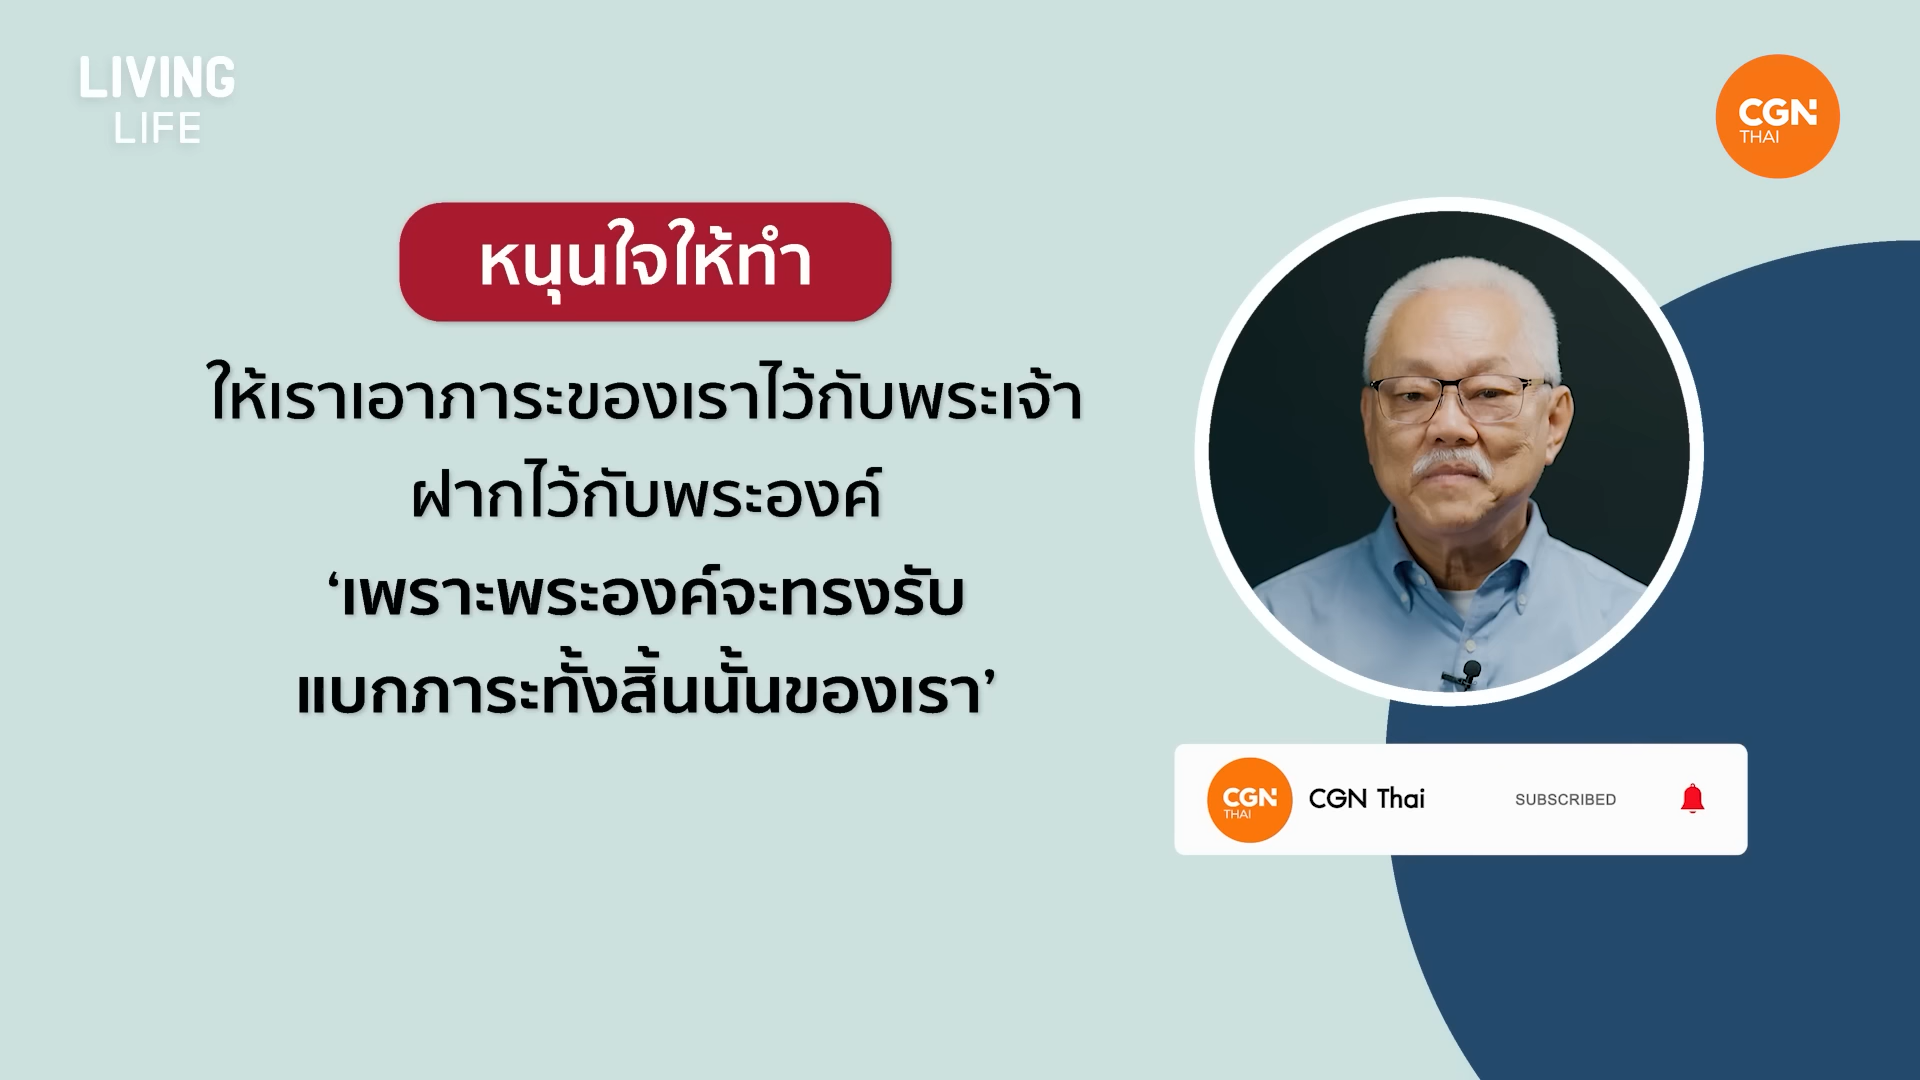 LIVING
LIFE
CGN
THAI
หนุนใจให้ทำ
ให้เราเอาภาระของเราไว้กับพระเจ้า
ฝากไว้กับพระองค์
‘เพราะพระองค์จะทรงรับ
แบกภาระทั้งสิ้นนั้นของเรา’
CGN
THAI
CGN Thai
SUBSCRIBED